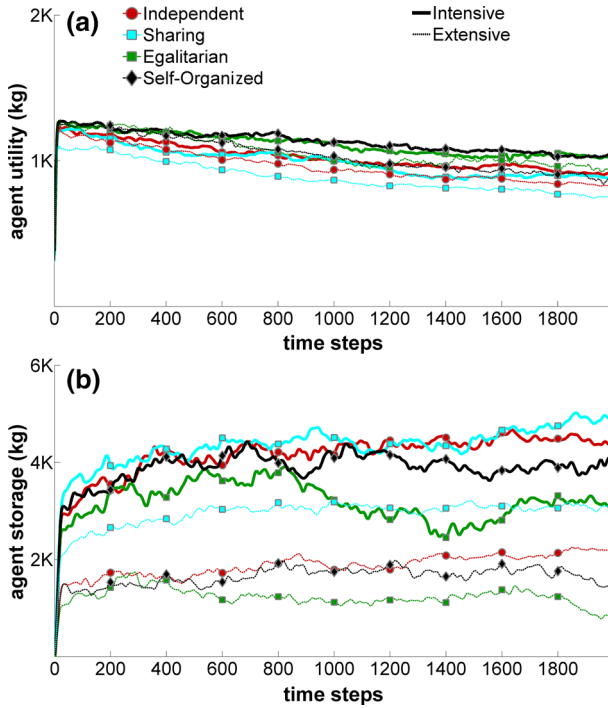 (a)
2K
1K
agent utility (kg)
Independent
Sharing
Egalitarian
Self-Organized
Intensive
Extensive
0 200 400 600 800 1000 1200 1400 1600 1800
time steps
(b)
6K
4K
2K
agent storage (kg)
0 200 400 600 800 1000 1200 1400 1600 1800
time steps